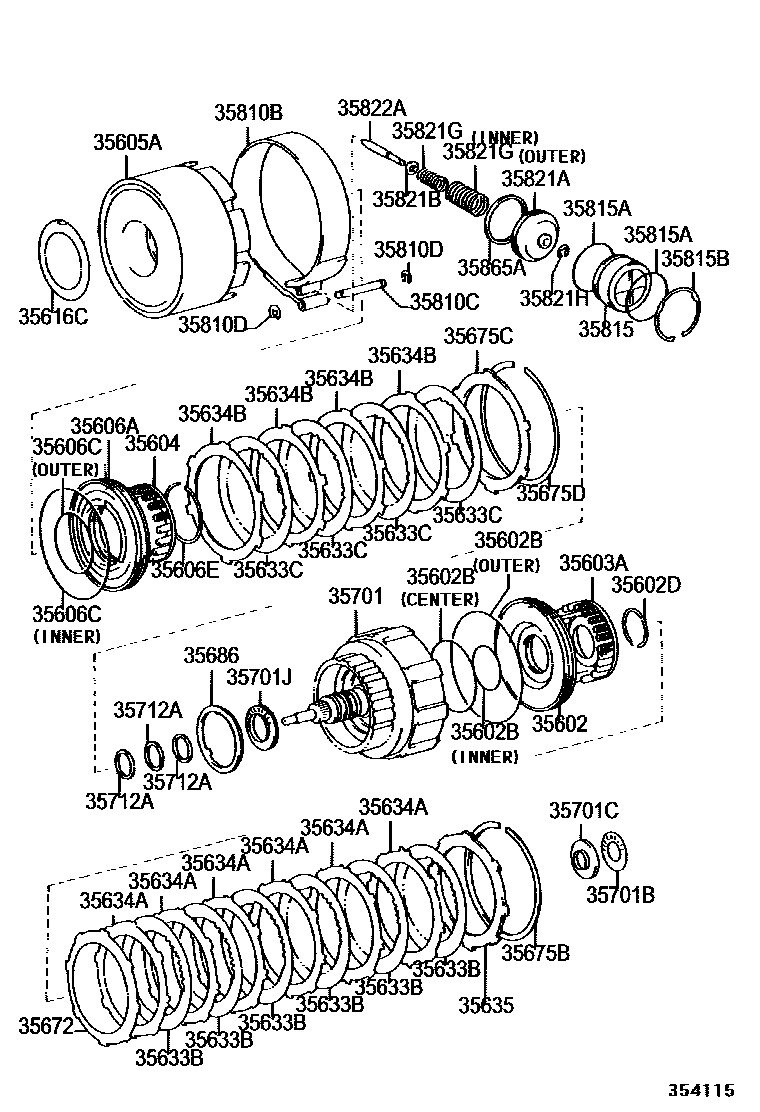 35822A
35810B
35821G (INNER)
35605A
35821G (OUTER)
35821A
35821B
35815A
35815A
35810D
35815B
35865A
35821H
35810C
35616C
35810D
35815
35675C
35634B
35634B
35634B
35634B
35606A
35606C
(OUTER)
35604
35675D
35633C
35633C
35633C
35633C
35606E
35602B
(OUTER)
35603A
35602B
(CENTER)
35602D
35701
35606C
(INNER)
35686
35701J
35712A
35602
35602B
(INNER)
35712A
35712A
35634A
35634A
35634A
35634A
35634A
35634A
35701C
35701B
35675B
35633B
35633B
35635
35633B
35633B
35672
35633B
35633B
354115